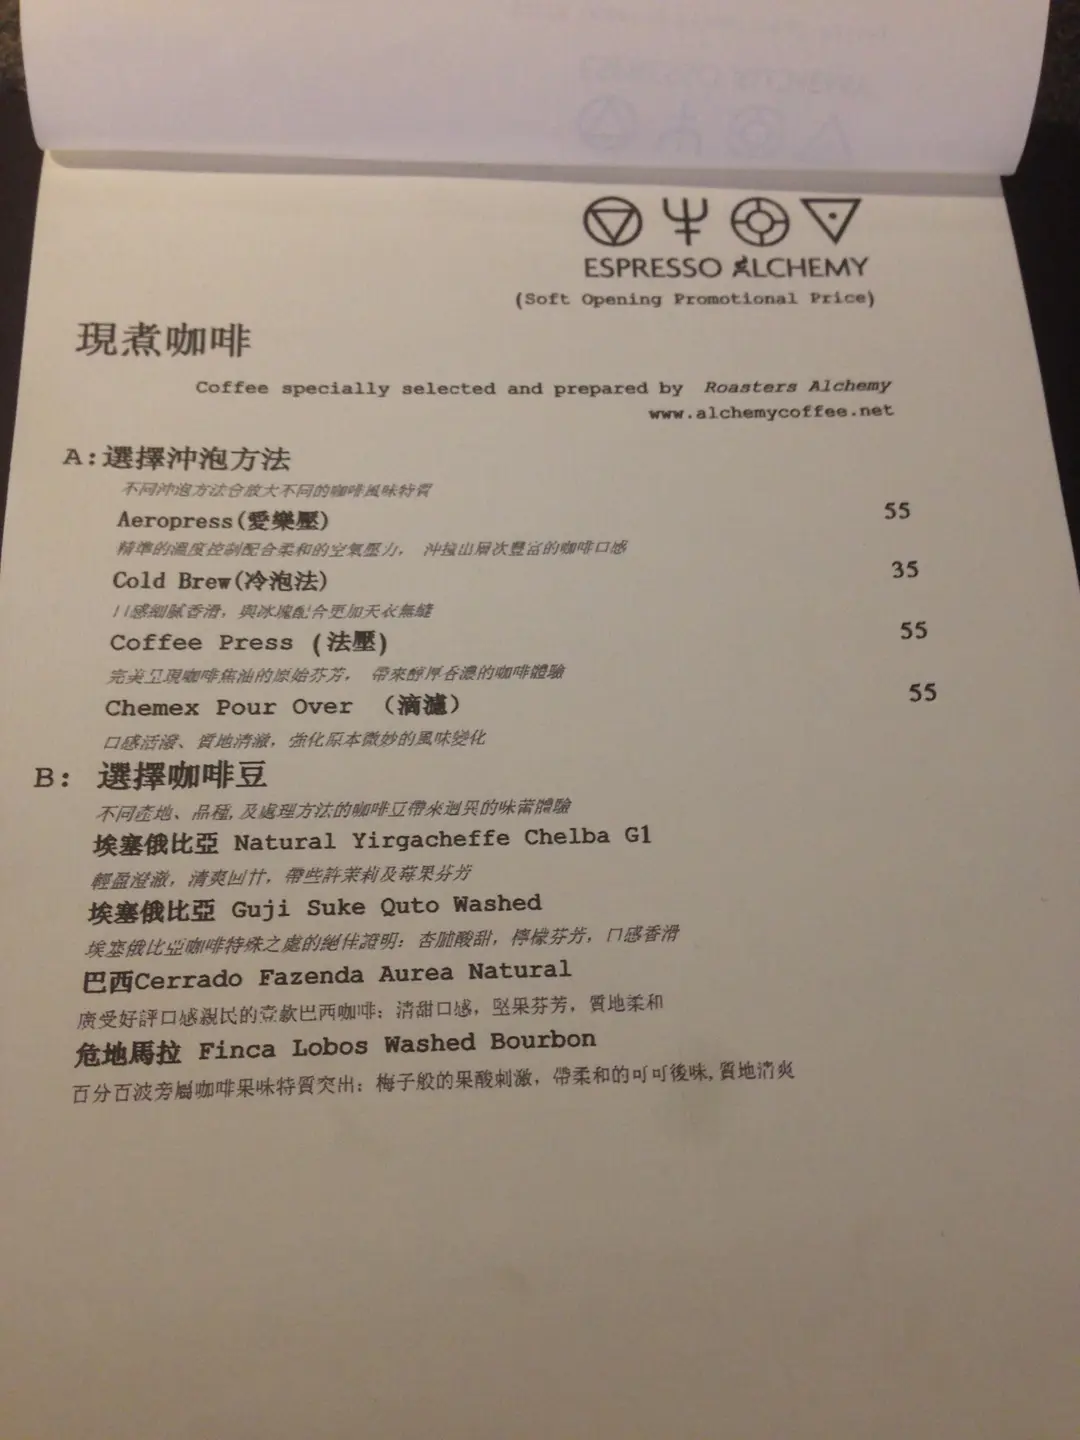 ESPRESSO ALCHEMY
(Soft Opening Promotional Price)
現煮咖啡
Coffee specially selected and prepared by Roasters Alchemy
www.alchemycoffee.net
A:選擇沖泡方法
不同沖泡方法會放大不同的咖啡風味特質
Aeropress(愛樂壓) 55
精準的溫度控制配合柔和的空氣壓力， 沖擅出層次豐富的咖啡口感
Cold Brew(冷泡法) 35
口感細膩香滑，與冰塊配合更加天衣無縫
Coffee Press (法壓) 55
完美呈現咖啡焦油的原始芬芳， 帶來醇厚香濃的咖啡體驗
Chemex Pour Over （滴濾） 55
口感活潑、質地清澈，強化原本微妙的風味變化
B: 選擇咖啡豆
不同產地、品種,及處理方法的咖啡豆帶來迥異的味蕾體驗
埃塞俄比亞 Natural Yirgacheffe Chelba G1
輕盈澄澈，清爽回甘，帶些許茉莉及莓果芬芳
埃塞俄比亞 Guji Suke Quto Washed
埃塞俄比亞咖啡特殊之處的絕佳證明：杏脯酸甜，檸檬芬芳，口感香滑
巴西Cerrado Fazenda Aurea Natural
廣受好評口感親民的壹款巴西咖啡：清甜口感，堅果芬芳，質地柔和
危地馬拉 Finca Lobos Washed Bourbon
百分百波旁屬咖啡果味特質突出：梅子般的果酸刺激，帶柔和的可可後味,質地清爽